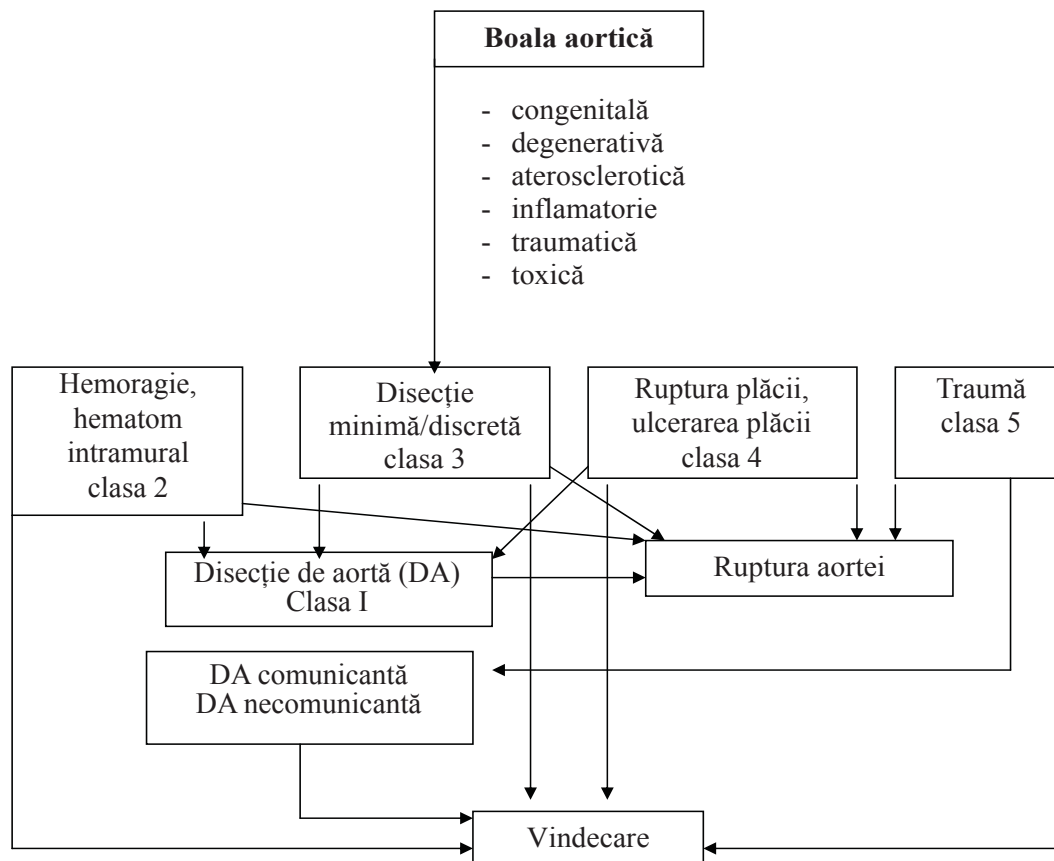 Boala aortică
- congenitală
- degenerativă
- aterosclerotică
- inflamatorie
- traumatică
- toxică
Hemoragie,
hematom
intramural
clasa 2
Disecție
minimă/discretă
clasa 3
Ruptura plăcii,
ulcerarea plăcii
clasa 4
Traumă
clasa 5
Disecție de aortă (DA)
Clasa I
Ruptura aortei
DA comunicantă
DA necomunicantă
Vindecare